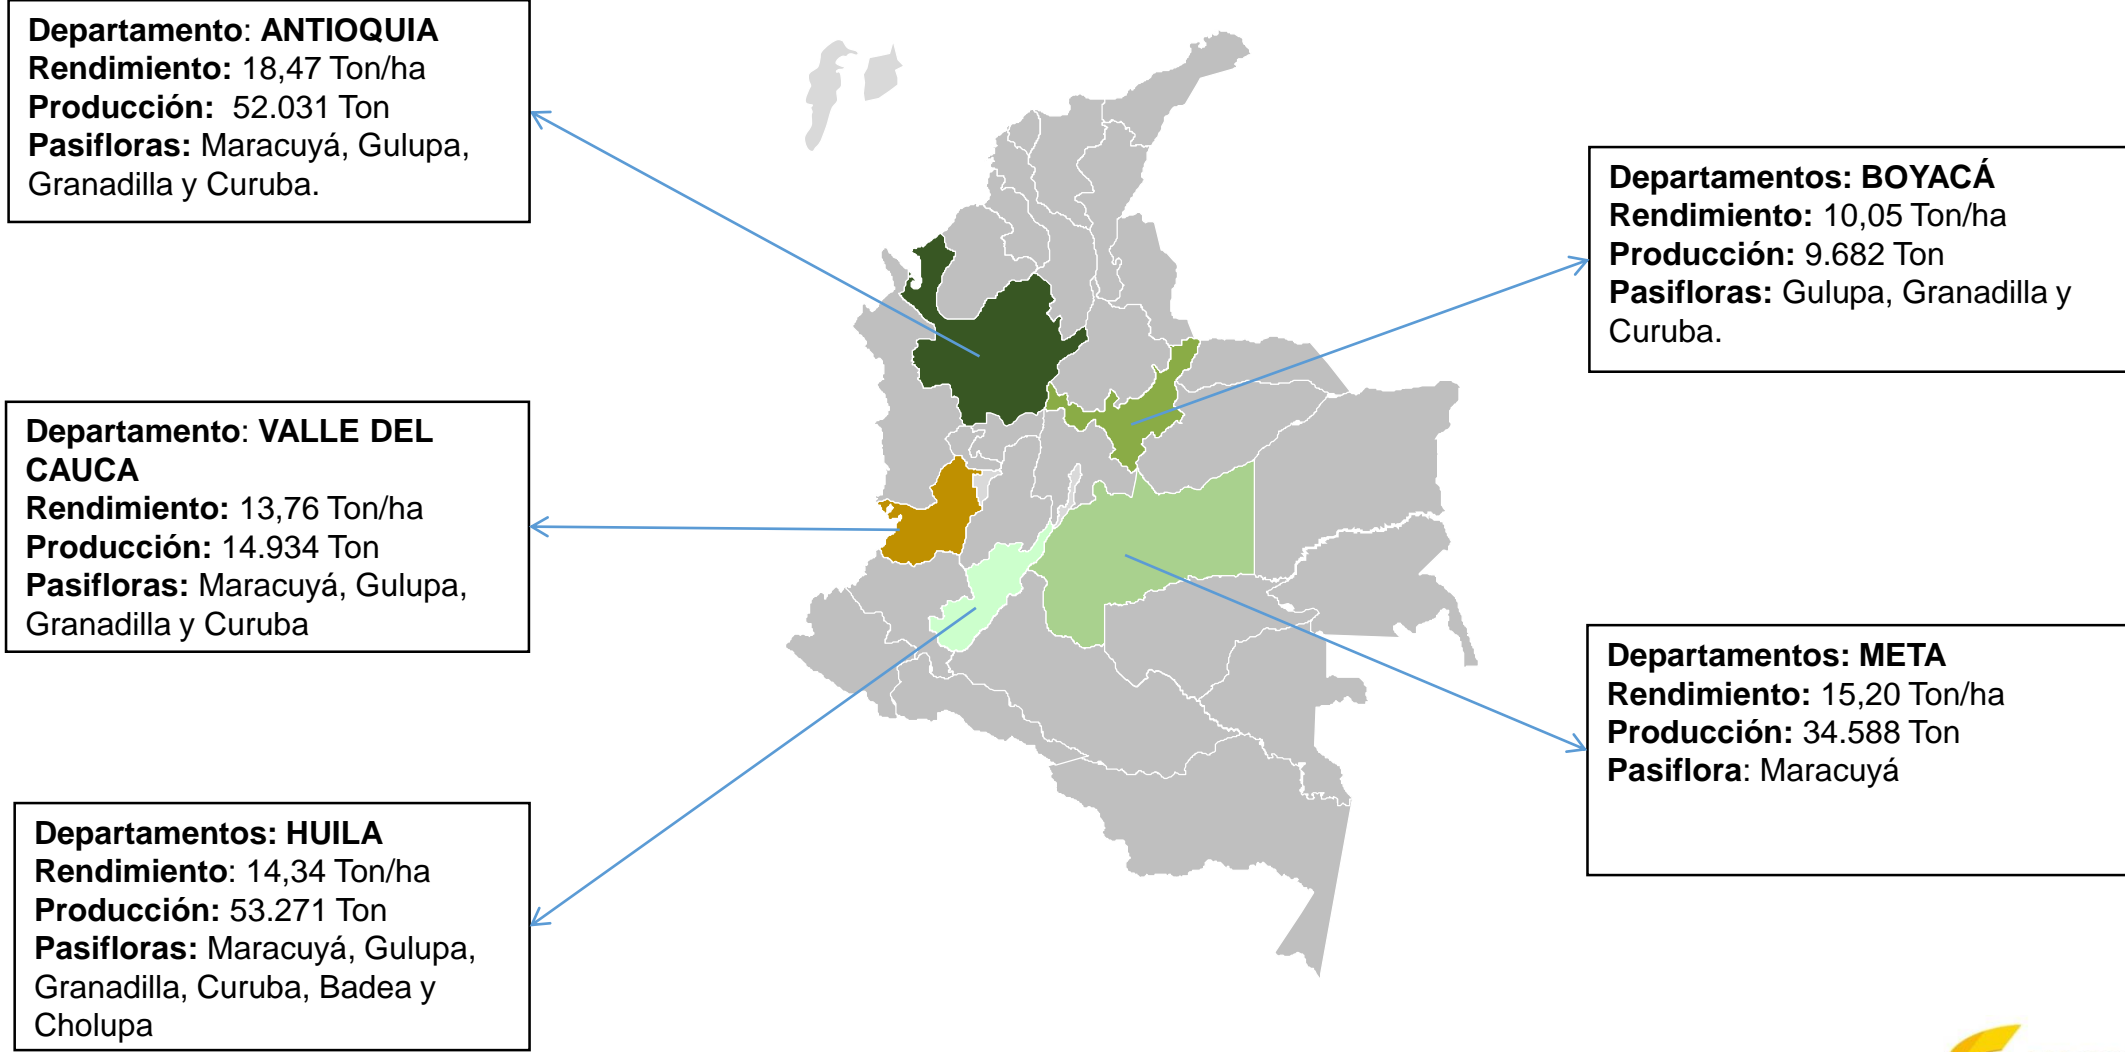 Departamento: ANTIOQUIA
Rendimiento: 18,47 Ton/ha
Producción:  52.031 Ton
Pasifloras: Maracuyá, Gulupa,
Granadilla y Curuba.
Departamentos: BOYACÁ
Rendimiento: 10,05 Ton/ha
Producción: 9.682 Ton
Pasifloras: Gulupa, Granadilla y
Curuba.
Departamento: VALLE DEL
CAUCA
Rendimiento: 13,76 Ton/ha
Producción: 14.934 Ton
Pasifloras: Maracuyá, Gulupa,
Granadilla y Curuba
Departamentos: META
Rendimiento: 15,20 Ton/ha
Producción: 34.588 Ton
Pasiflora: Maracuyá
Departamentos: HUILA
Rendimiento: 14,34 Ton/ha
Producción: 53.271 Ton
Pasifloras: Maracuyá, Gulupa,
Granadilla, Curuba, Badea y
Cholupa